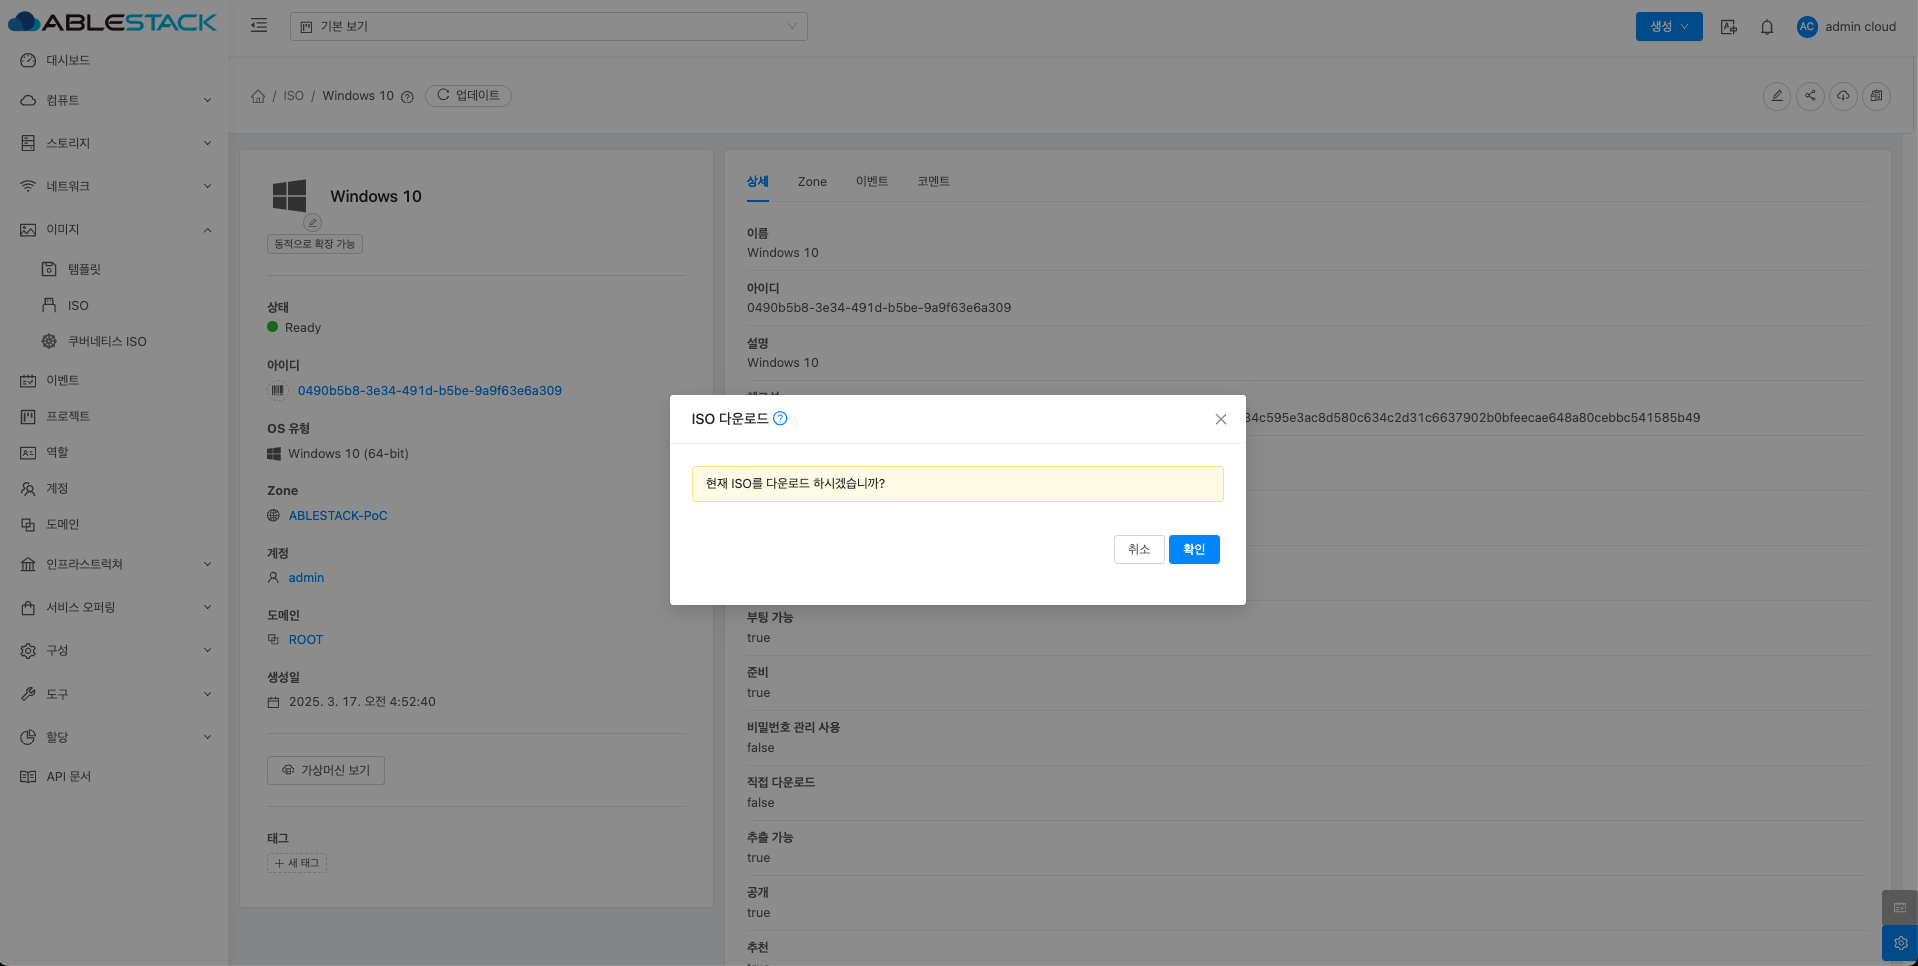 ABLESTACK
기본 보기
생성
AC
admin cloud
대시보드
컴퓨트
스토리지
네트워크
이미지
템플릿
ISO
쿠버네티스 ISO
이벤트
프로젝트
역할
계정
도메인
인프라스트럭쳐
서비스 오퍼링
구성
도구
할당
API 문서
/ ISO / Windows 10
업데이트
Windows 10
동적으로 확장 가능
상태
Ready
아이디
0490b5b8-3e34-491d-b5be-9a9f63e6a309
OS 유형
Windows 10 (64-bit)
Zone
ABLESTACK-PoC
계정
admin
도메인
ROOT
생성일
2025. 3. 17. 오전 4:52:40
가상머신 보기
태그
새 태그
상세
Zone
이벤트
코멘트
이름
Windows 10
아이디
0490b5b8-3e34-491d-b5be-9a9f63e6a309
설명
Windows 10
34c595e3ac8d580c634c2d31c6637902b0bfeecae648a80cebbc541585b49
ISO 다운로드
현재 ISO를 다운로드 하시겠습니까?
취소
확인
부팅 가능
true
준비
true
비밀번호 관리 사용
false
직접 다운로드
false
추출 가능
true
공개
true
추천